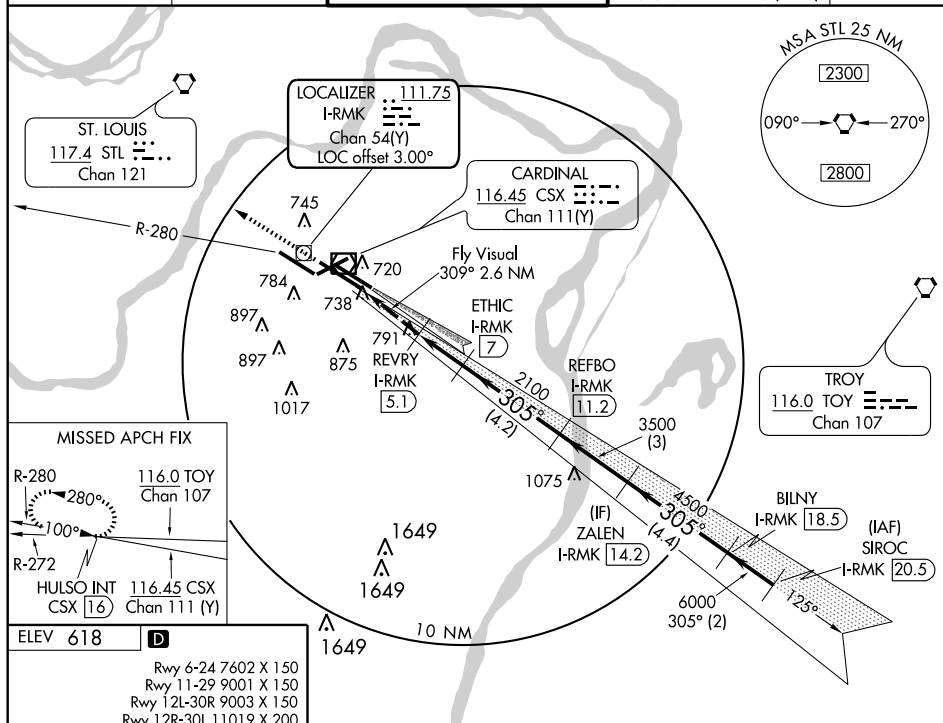 MSA STL 25 NM
2300
090°
270°
2800
ST. LOUIS
117.4 STL
Chan 121
LOCALIZER 111.75
I-RMK
Chan 54(Y)
LOC offset 3.00°
CARDINAL
116.45 CSX
Chan 111(Y)
R-280
745
720
784
738
Fly Visual
309° 2.6 NM
897
897
875
791
1017
REVRY
I-RMK
5.1
ETHIC
I-RMK
7
2100
305°
(4.2)
REFBO
I-RMK
11.2
3500
(3)
TROY
116.0 TOY
Chan 107
1075
4500
305°
(4.4)
(IF)
ZALEN
I-RMK 14.2
BILNY
I-RMK 18.5
(IAF)
SIROC
I-RMK 20.5
6000
305° (2)
125°
MISSED APCH FIX
R-280
280°
116.0 TOY
Chan 107
100°
R-272
HULSO INT
CSX 16
116.45 CSX
Chan 111 (Y)
1649
1649
1649
10 NM
ELEV 618
D
Rwy 6-24 7602 X 150
Rwy 11-29 9001 X 150
Rwy 12L-30R 9003 X 150
Rwy 12R-30L 11019 X 200